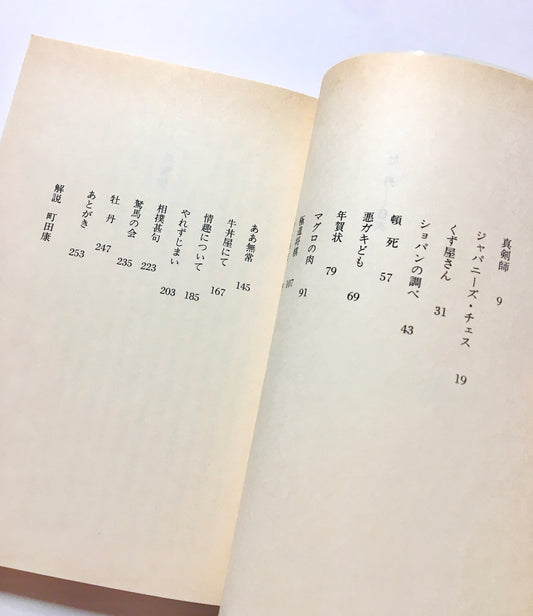 真剣師 9
ジャパニーズ・チェス 19
くず屋さん 31
ショパンの調べ 43
頓死 57
悪ガキども 69
年賀状 79
マグロの肉 91
極道将棋 107
ああ無常 145
牛丼屋にて 167
情趣について 185
やれずじまい 203
相撲甚句 223
駑馬の会 235
牡丹 247
あとがき 253
解説 町田康